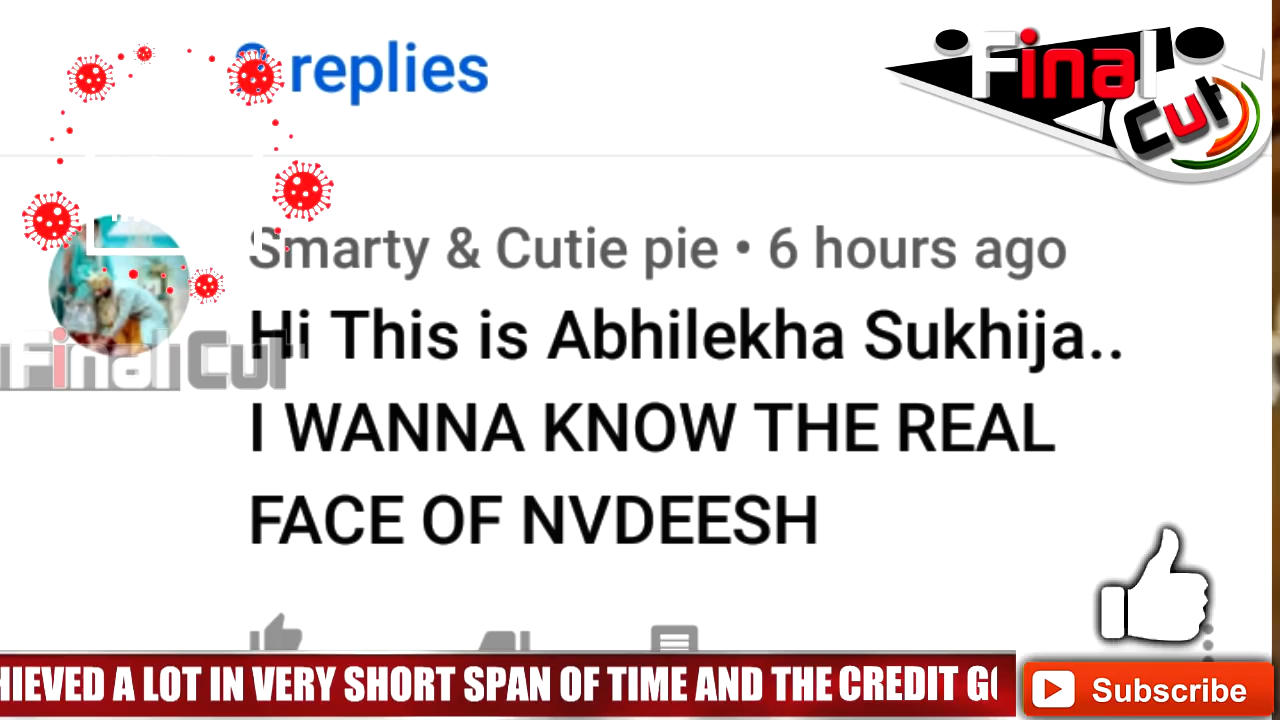 replies
Final
Cut
Smarty & Cutie pie • 6 hours ago
Hi This is Abhilekha Sukhija..
Final Cut
I WANNA KNOW THE REAL
FACE OF NVDEESH
HIEVED A LOT IN VERY SHORT SPAN OF TIME AND THE CREDIT G
Subscribe